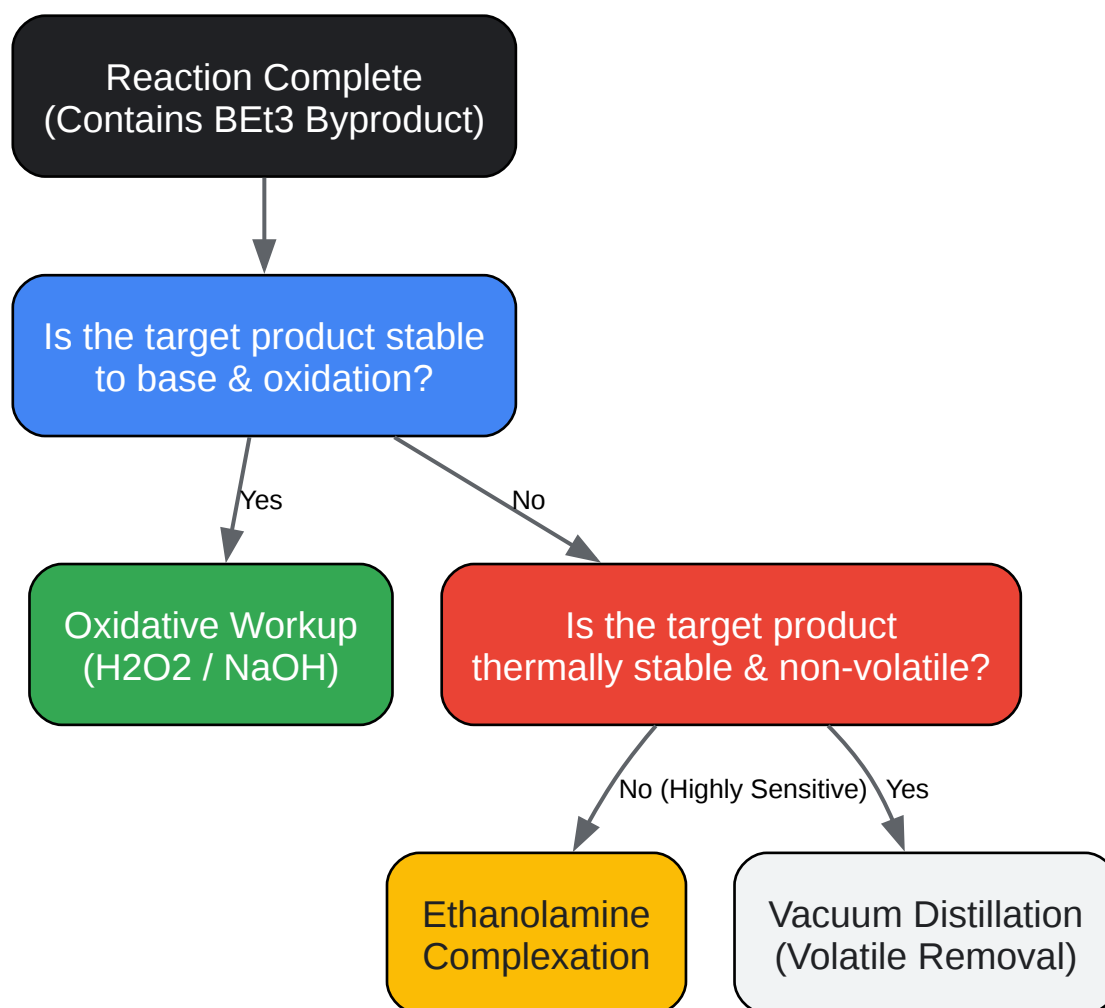 Reaction Complete
(Contains BEt3 Byproduct)
Is the target product stable
to base & oxidation?
Yes
No
Oxidative Workup
(H2O2 / NaOH)
Is the target product
thermally stable & non-volatile?
No (Highly Sensitive)
Yes
Ethanolamine
Complexation
Vacuum Distillation
(Volatile Removal)